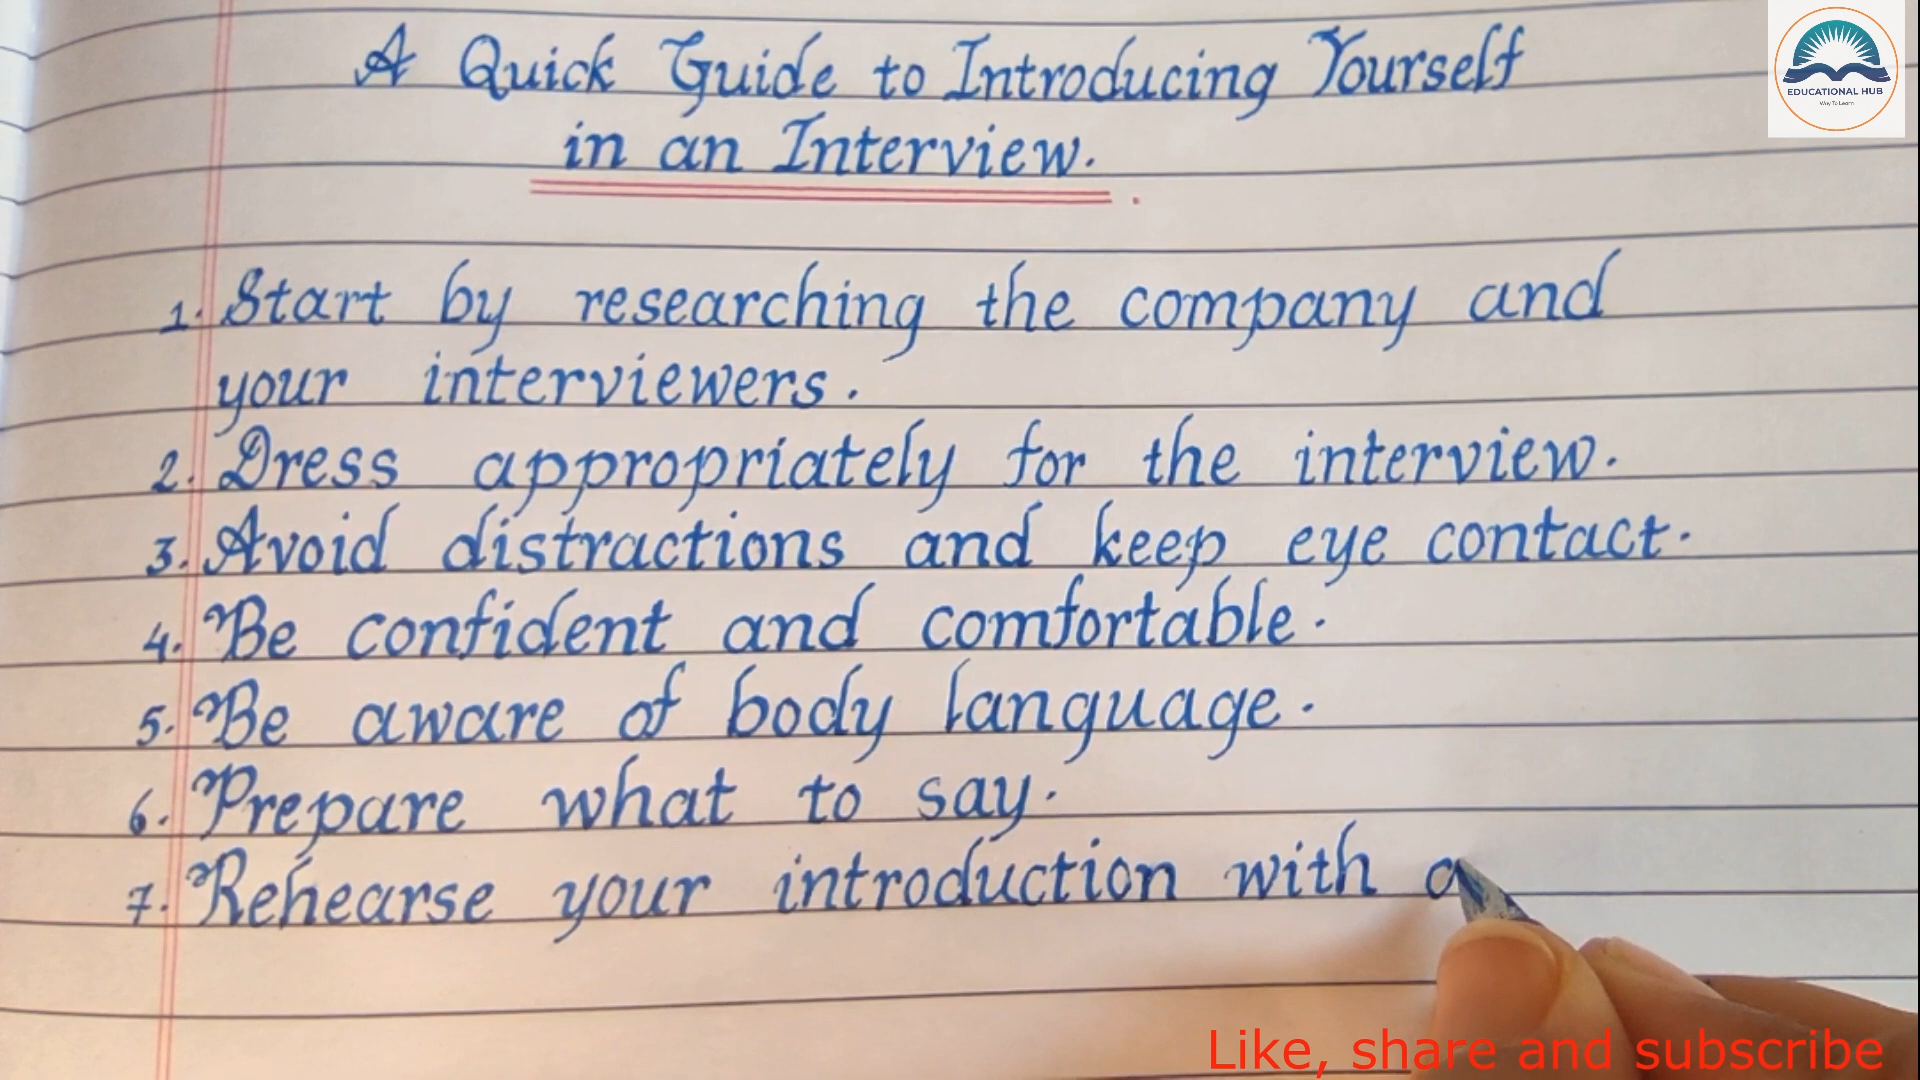 A Quick Guide to Introducing Yourself
in an Interview.
EDUCATIONAL HUB
Way To Learn
1. Start by researching the company and
your interviewers.
2. Dress appropriately for the interview.
3. Avoid distractions and keep eye contact.
4. Be confident and comfortable.
5. Be aware of body language.
6. Prepare what to say.
7. Rehearse your introduction with a
Like, share and subscribe